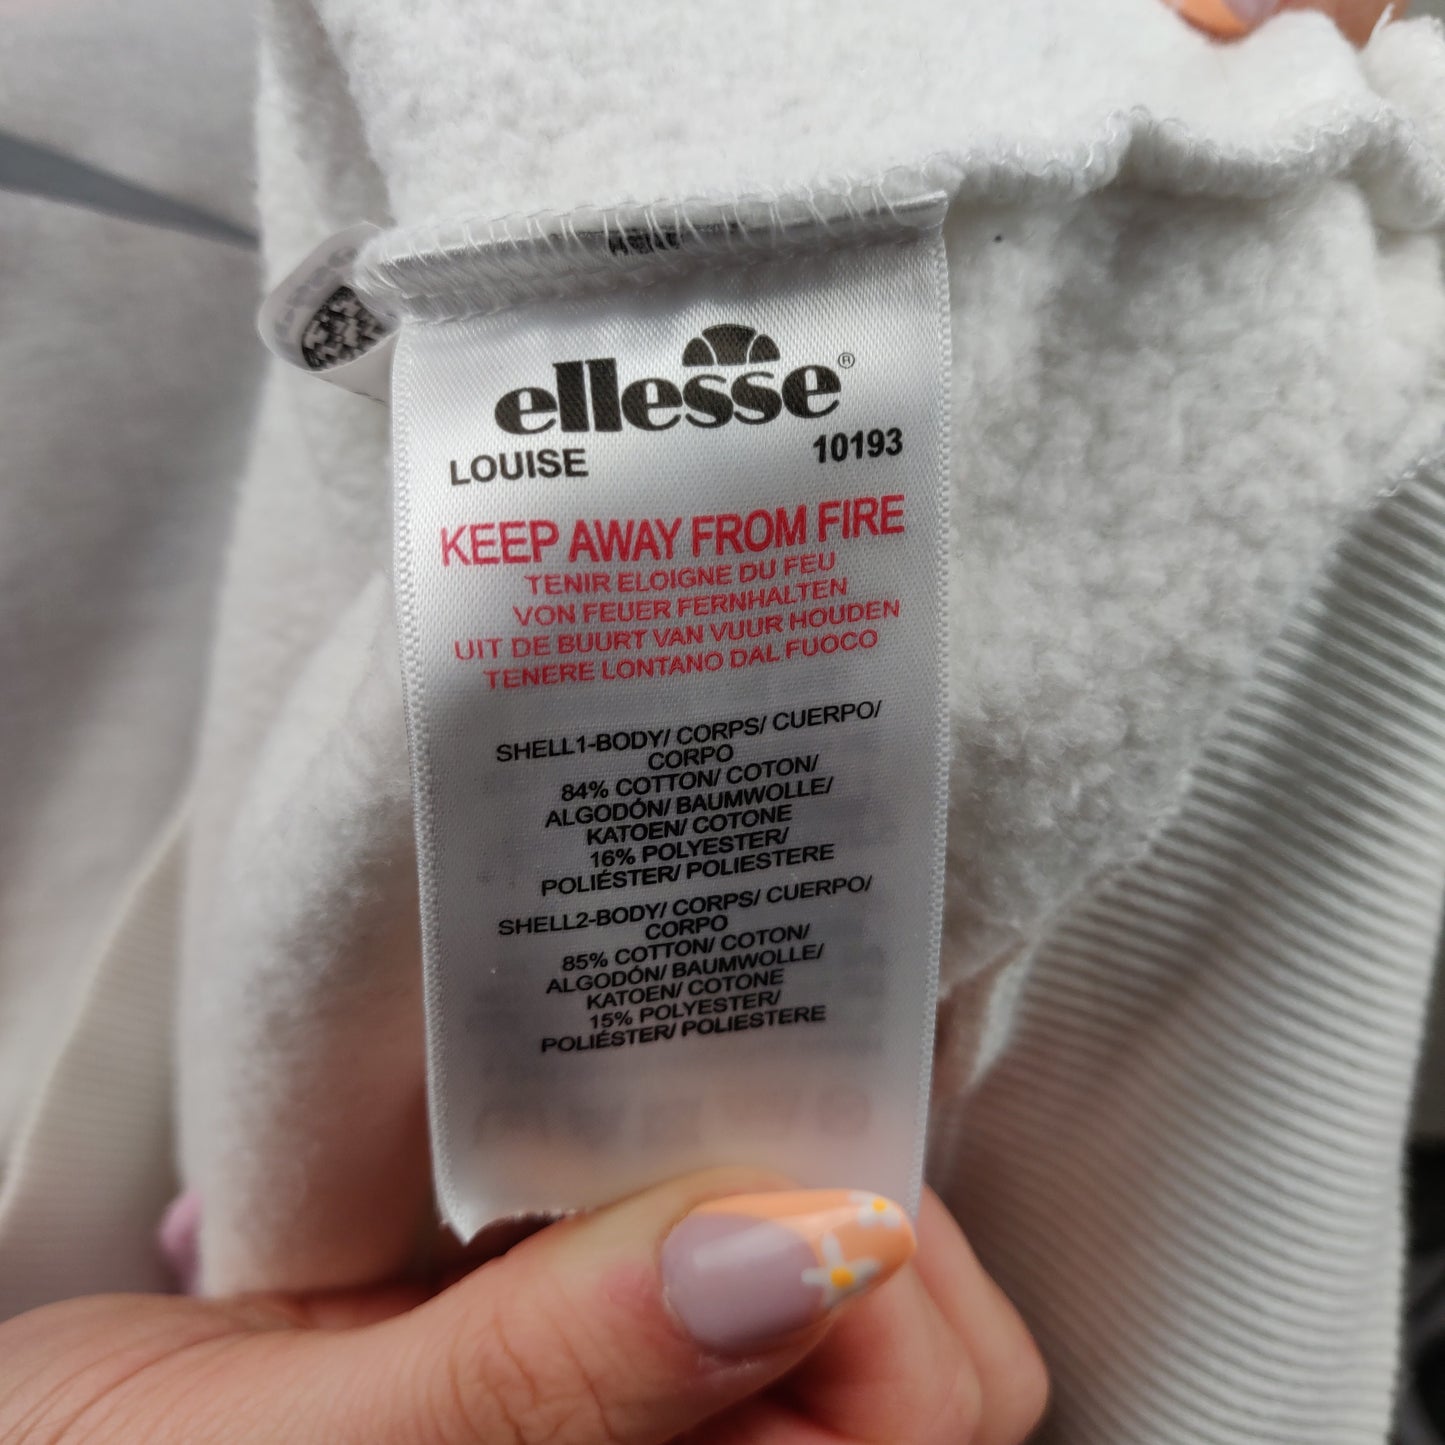 ellesse®
LOUISE 10193
KEEP AWAY FROM FIRE
TENIR ELOIGNE DU FEU
VON FEUER FERNHALTEN
UIT DE BUURT VAN VUUR HOUDEN
TENERE LONTANO DAL FUOCO
SHELL1-BODY/ CORPS/ CUERPO/
CORPO
84% COTTON/ COTON/
ALGODÓN/ BAUMWOLLE/
KATOEN/ COTONE
16% POLYESTER/
POLIÉSTER/ POLIESTERE
SHELL2-BODY/ CORPS/ CUERPO/
CORPO
85% COTTON/ COTON/
ALGODÓN/ BAUMWOLLE/
KATOEN/ COTONE
15% POLYESTER/
POLIÉSTER/ POLIESTERE